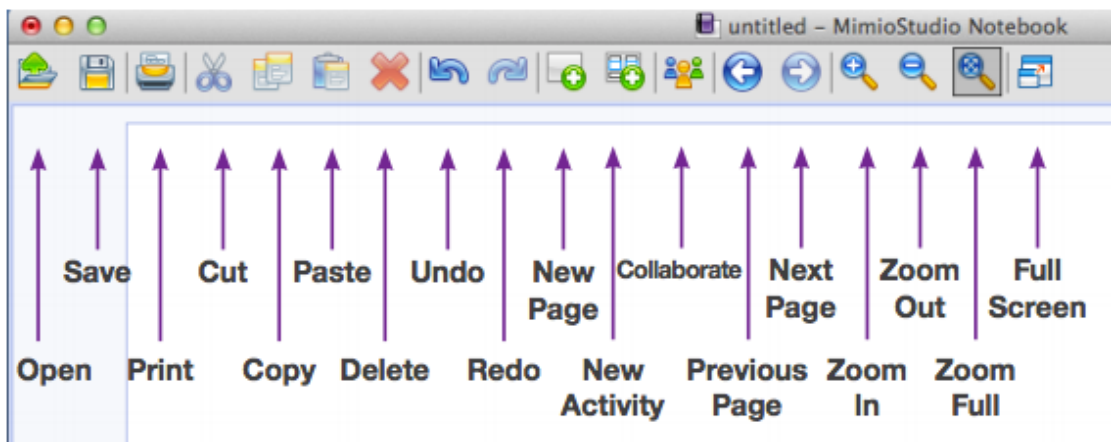 untitled – MimioStudio Notebook
Save Cut Paste Undo New Page Collaborate Next Page Zoom Out Full Screen
Open Print Copy Delete Redo New Activity Previous Page Zoom In Zoom Full